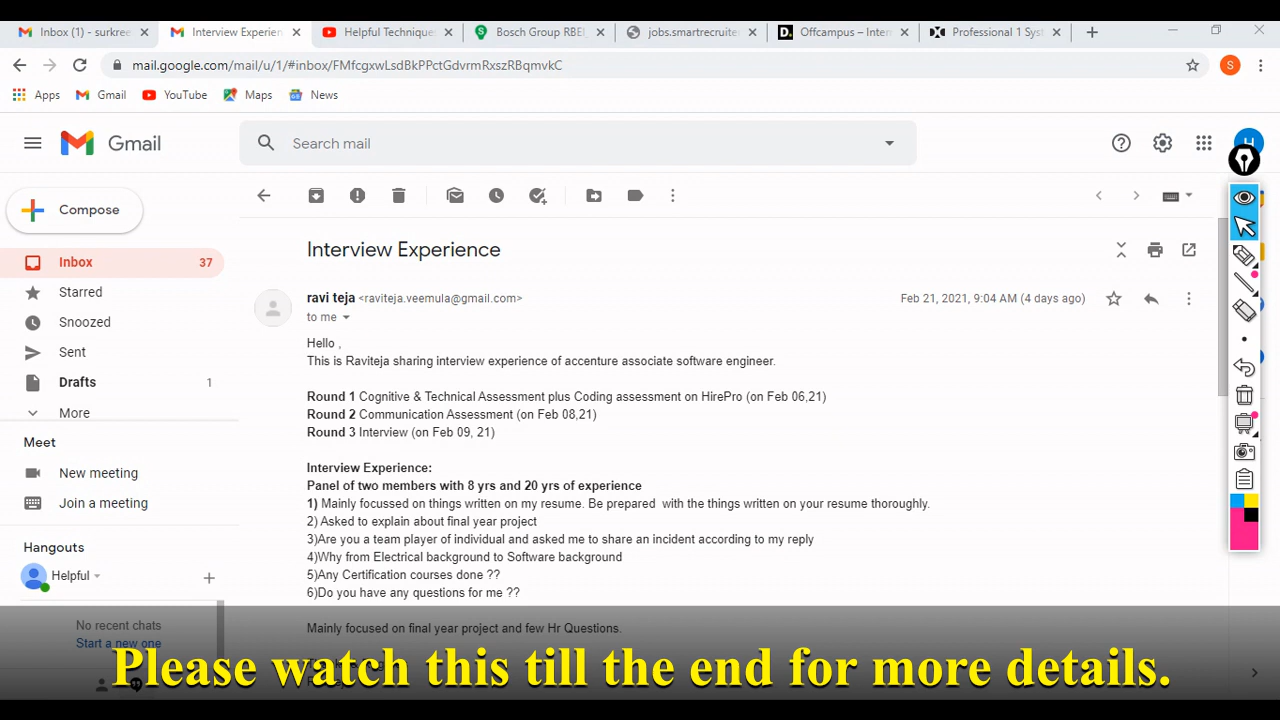 Inbox (1) - surkree
Interview Experien
Helpful Technique
Bosch Group RBEI
jobs.smartrecruiter
Offcampus – Inter
Professional 1 Syst
mail.google.com/mail/u/1/#inbox/FMfcgxwLsdBkPPctGdvrmRxszRBqmvkC
S
Apps
Gmail
YouTube
Maps
News
Gmail
Search mail
Compose
Inbox 37
Starred
Snoozed
Sent
Drafts 1
More
Meet
New meeting
Join a meeting
Hangouts
Helpful
No recent chats
Start a new one
Interview Experience
ravi teja <raviteja.veemula@gmail.com>
Feb 21, 2021, 9:04 AM (4 days ago)
to me
Hello ,
This is Raviteja sharing interview experience of accenture associate software engineer.
Round 1 Cognitive & Technical Assessment plus Coding assessment on HirePro (on Feb 06,21)
Round 2 Communication Assessment (on Feb 08,21)
Round 3 Interview (on Feb 09, 21)
Interview Experience:
Panel of two members with 8 yrs and 20 yrs of experience
1) Mainly focussed on things written on my resume. Be prepared with the things written on your resume thoroughly.
2) Asked to explain about final year project
3)Are you a team player of individual and asked me to share an incident according to my reply
4)Why from Electrical background to Software background
5)Any Certification courses done ??
6)Do you have any questions for me ??
Mainly focused on final year project and few Hr Questions.
Please watch this till the end for more details.